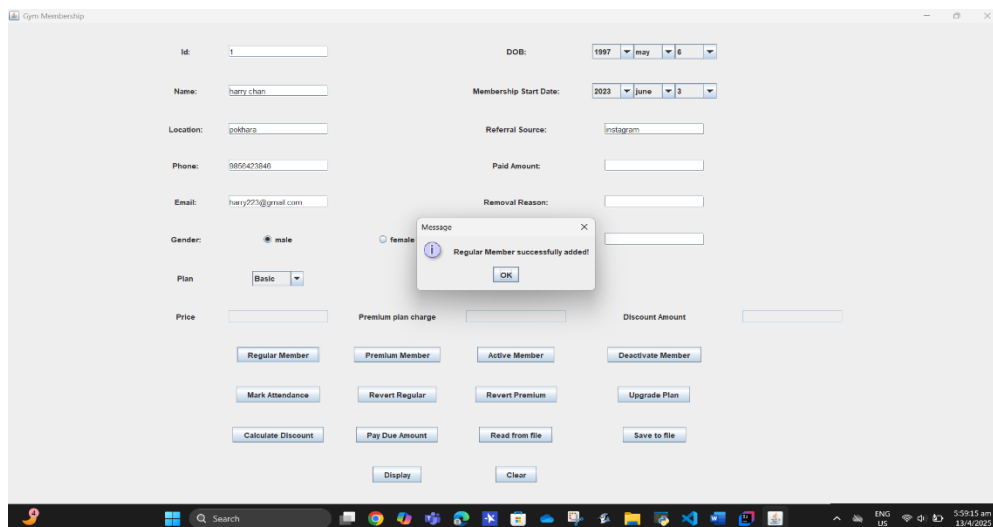 Gym Membership
Id: 1 DOB: 1997 may 6
Name: harry chan Membership Start Date: 2023 june 3
Location: pokhara Referral Source: instagram
Phone: 9856423846 Paid Amount:
Email: harry223@gmail.com Removal Reason:
Message
Gender: male female
Regular Member successfully added!
OK
Plan Basic
Price Premium plan charge Discount Amount
Regular Member Premium Member Active Member Deactivate Member
Mark Attendance Revert Regular Revert Premium Upgrade Plan
Calculate Discount Pay Due Amount Read from file Save to file
Display Clear
4
Search
ENG
US
5:59:15 am
13/4/2025